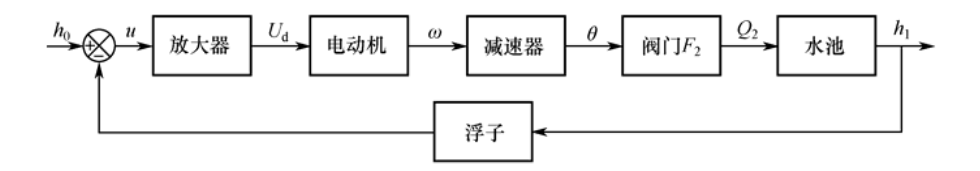 h₀ u 放大器 U_d 电动机 ω 减速器 θ 阀门F₂ Q₂ 水池 h₁
+
−
浮子